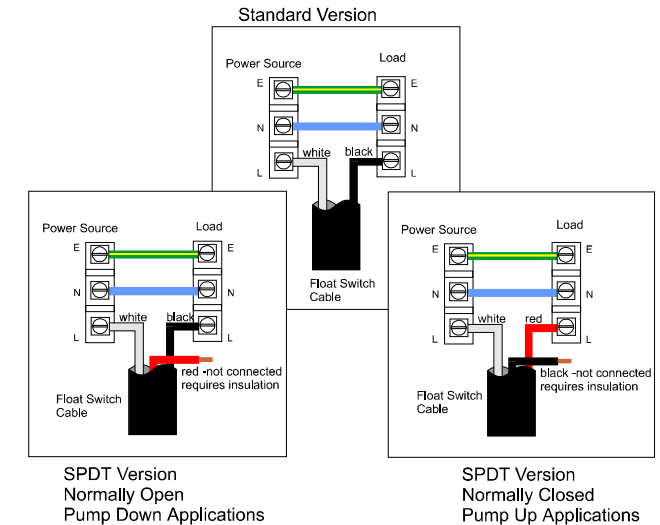 Standard Version
Power Source
Load
E
E
N
N
white
black
L
L
Float Switch
Cable
Power Source
Load
E
E
N
N
white
black
L
L
red -not connected
requires insulation
Float Switch
Cable
SPDT Version
Normally Open
Pump Down Applications
Power Source
Load
E
E
N
N
white
red
L
L
black -not connected
requires insulation
Float Switch
Cable
SPDT Version
Normally Closed
Pump Up Applications